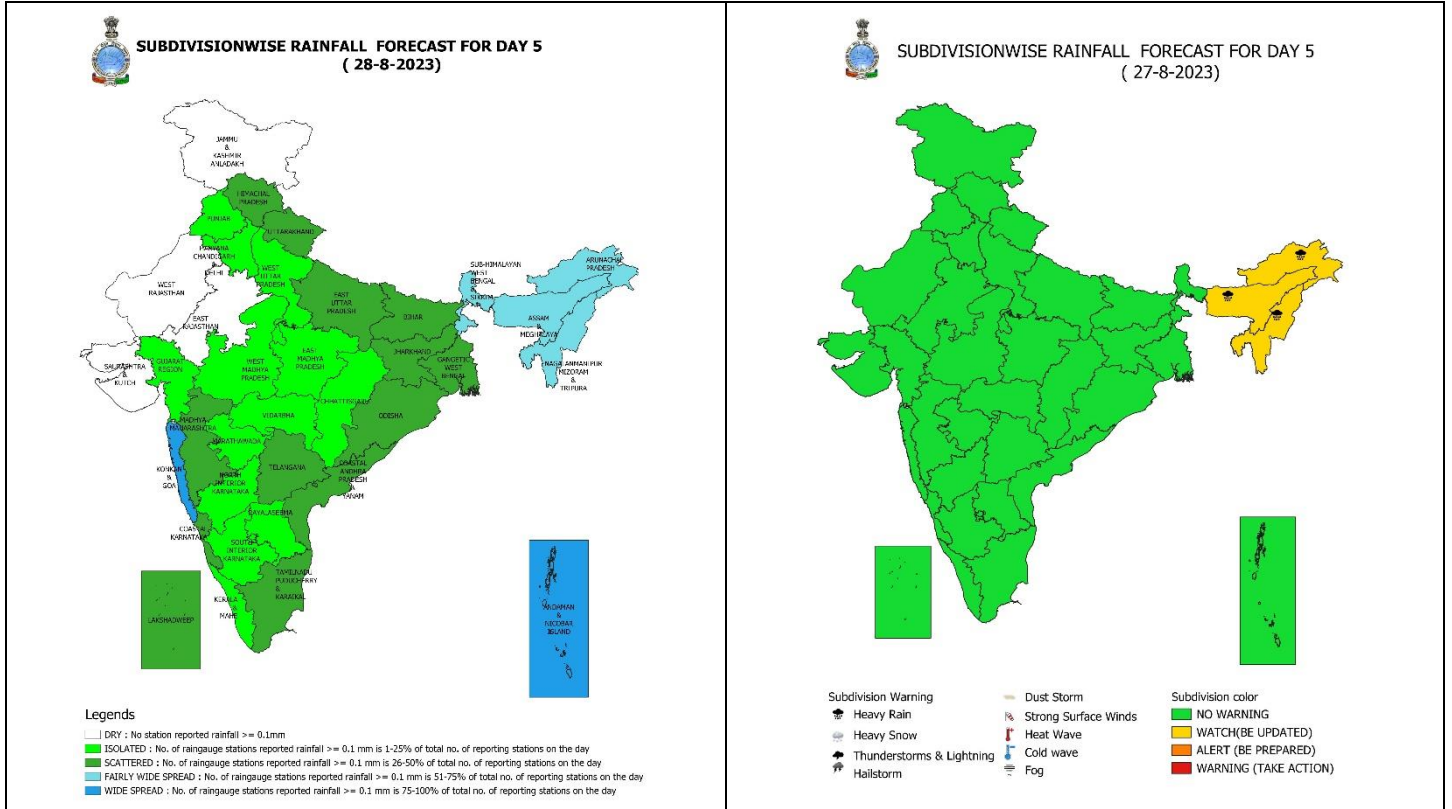 SUBDIVISIONWISE RAINFALL FORECAST FOR DAY 5
( 28-8-2023)
JAMMU
&
KASHMIR
ANLADAKH
HIMACHAL
PRADESH
PUNJAB
UTTARAKHAND
HARYANA
CHANDIGARH
&
DELHI
WEST
UTTAR
PRADESH
WEST
RAJASTHAN
EAST
RAJASTHAN
EAST
UTTAR
PRADESH
BIHAR
SUB-HIMALAYAN
WEST
BENGAL
&
SIKKIM
ARUNACHAL
PRADESH
ASSAM
&
MEGHALAYA
NAGALANMANIPUR
MIZORAM
&
TRIPURA
SAURASHTRA
&
KUTCH
GUJARAT
REGION
WEST
MADHYA
PRADESH
EAST
MADHYA
PRADESH
JHARKHAND
GANGETIC
WEST
BENGAL
CHHATTISGARH
ODISHA
MADHYA
MAHARASHTRA
VIDARBHA
MARATHAWADA
KONKAN
&
GOA
TELANGANA
COASTAL
ANDHRA
PRADESH
&
YANAM
NORTH
INTERIOR
KARNATAKA
RAYALASEEMA
COASTAL
KARNATAKA
SOUTH
INTERIOR
KARNATAKA
TAMILNADU
PUDUCHERRY
&
KARAIKAL
KERALA
&
MAHE
LAKSHADWEEP
ANDAMAN
&
NICOBAR
ISLAND
Legends
DRY : No station reported rainfall >= 0.1mm
ISOLATED : No. of raingauge stations reported rainfall >= 0.1 mm is 1-25% of total no. of reporting stations on the day
SCATTERED : No. of raingauge stations reported rainfall >= 0.1 mm is 26-50% of total no. of reporting stations on the day
FAIRLY WIDE SPREAD : No. of raingauge stations reported rainfall >= 0.1 mm is 51-75% of total no. of reporting stations on the day
WIDE SPREAD : No. of raingauge stations reported rainfall >= 0.1 mm is 75-100% of total no. of reporting stations on the day
SUBDIVISIONWISE RAINFALL FORECAST FOR DAY 5
( 27-8-2023)
Subdivision Warning
Heavy Rain
Heavy Snow
Thunderstorms & Lightning
Hailstorm
Dust Storm
Strong Surface Winds
Heat Wave
Cold wave
Fog
Subdivision color
NO WARNING
WATCH(BE UPDATED)
ALERT (BE PREPARED)
WARNING (TAKE ACTION)